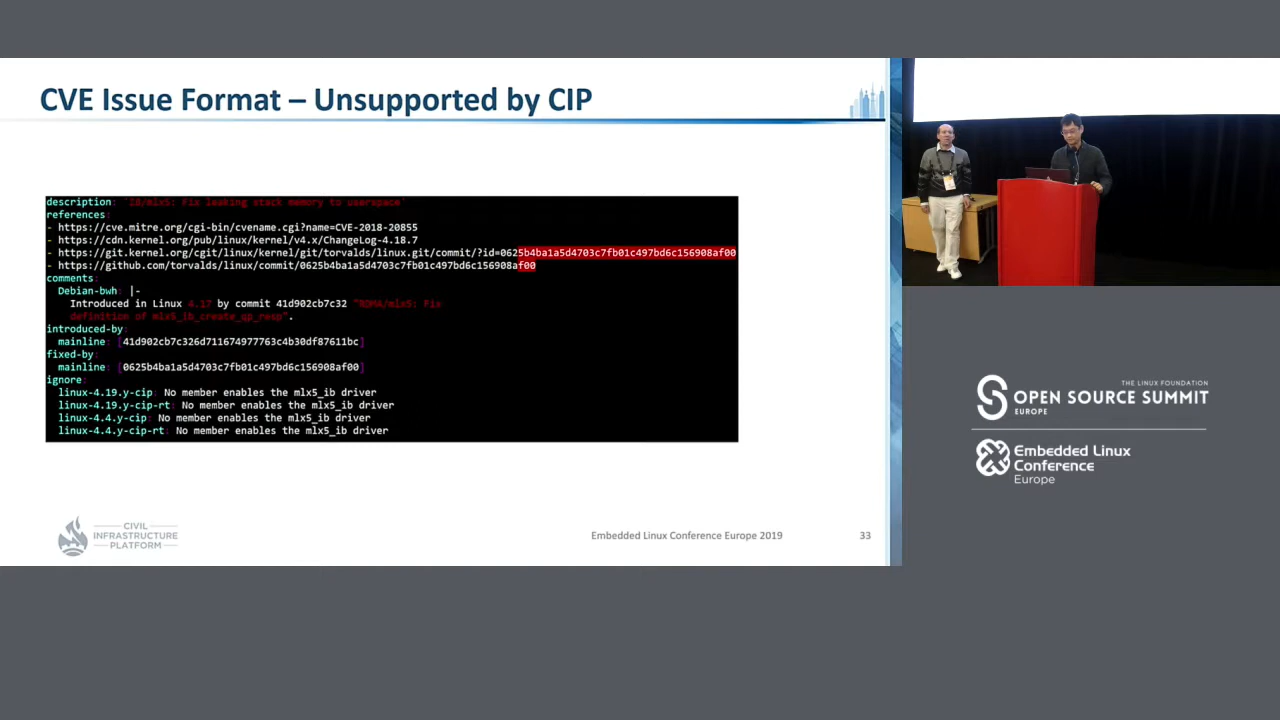 CVE Issue Format – Unsupported by CIP
description: 'IB/mlx5: Fix leaking stack memory to userspace'
references:
- https://cve.mitre.org/cgi-bin/cvename.cgi?name=CVE-2018-20855
- https://cdn.kernel.org/pub/linux/kernel/v4.x/ChangeLog-4.18.7
- https://git.kernel.org/cgit/linux/kernel/git/torvalds/linux.git/commit/?id=0625b4ba1a5d4703c7fb01c497bd6c156908af00
- https://github.com/torvalds/linux/commit/0625b4ba1a5d4703c7fb01c497bd6c156908af00
comments:
Debian-bwh: |-
Introduced in Linux 4.17 by commit 41d902cb7c32 "RDMA/mlx5: Fix
definition of mlx5_ib_create_qp_resp".
introduced-by:
mainline: [41d902cb7c326d711674977763c4b30df87611bc]
fixed-by:
mainline: [0625b4ba1a5d4703c7fb01c497bd6c156908af00]
ignore:
linux-4.19.y-cip: No member enables the mlx5_ib driver
linux-4.19.y-cip-rt: No member enables the mlx5_ib driver
linux-4.4.y-cip: No member enables the mlx5_ib driver
linux-4.4.y-cip-rt: No member enables the mlx5_ib driver
CIVIL
INFRASTRUCTURE
PLATFORM
Embedded Linux Conference Europe 2019
33
THE LINUX FOUNDATION
OPEN SOURCE SUMMIT
EUROPE
Embedded Linux
Conference
Europe